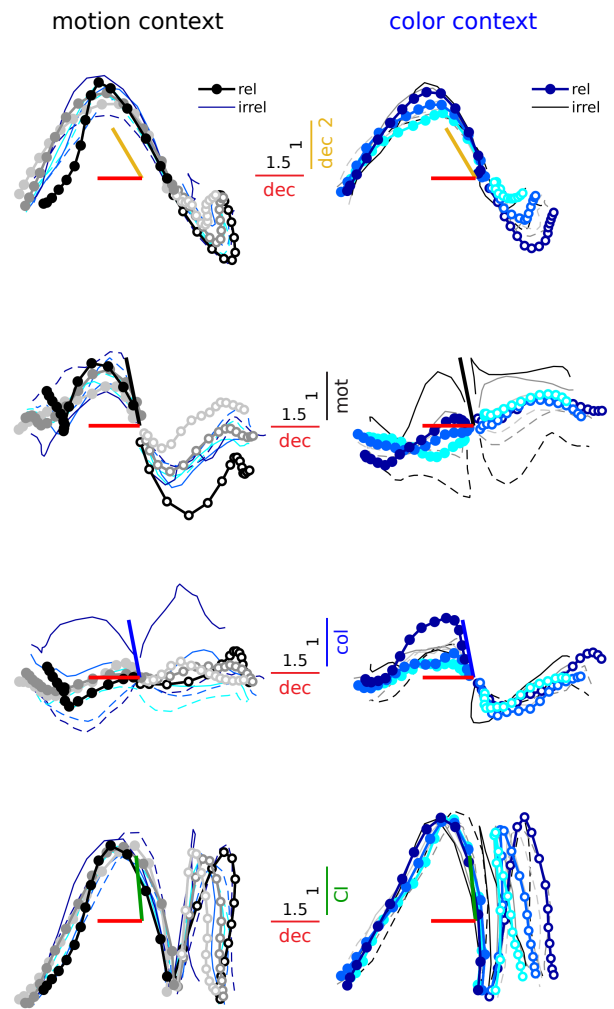 motion context
color context
rel
irrel
rel
irrel
1.5
1
dec 2
dec
1.5
1
mot
dec
1.5
1
col
dec
1.5
1
CI
dec